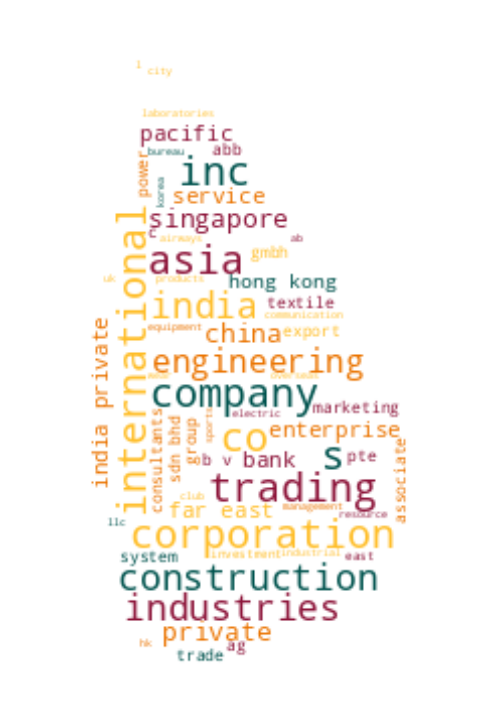 l
city
laboratories
pacific
bureau
abb
inc
power
korea
service
singapore
r
airways
ab
asia
gmbh
uk
products
hong kong
international
india
textile
communication
equipment
china
export
india private
engineering
overseas
company
marketing
electric
consultants
sdn bhd
group
sports
co
enterprise
b v
bank
s
pte
associate
trading
club
far east
management
resource
llc
corporation
system
investment
industrial
east
construction
industries
private
hk
ag
trade